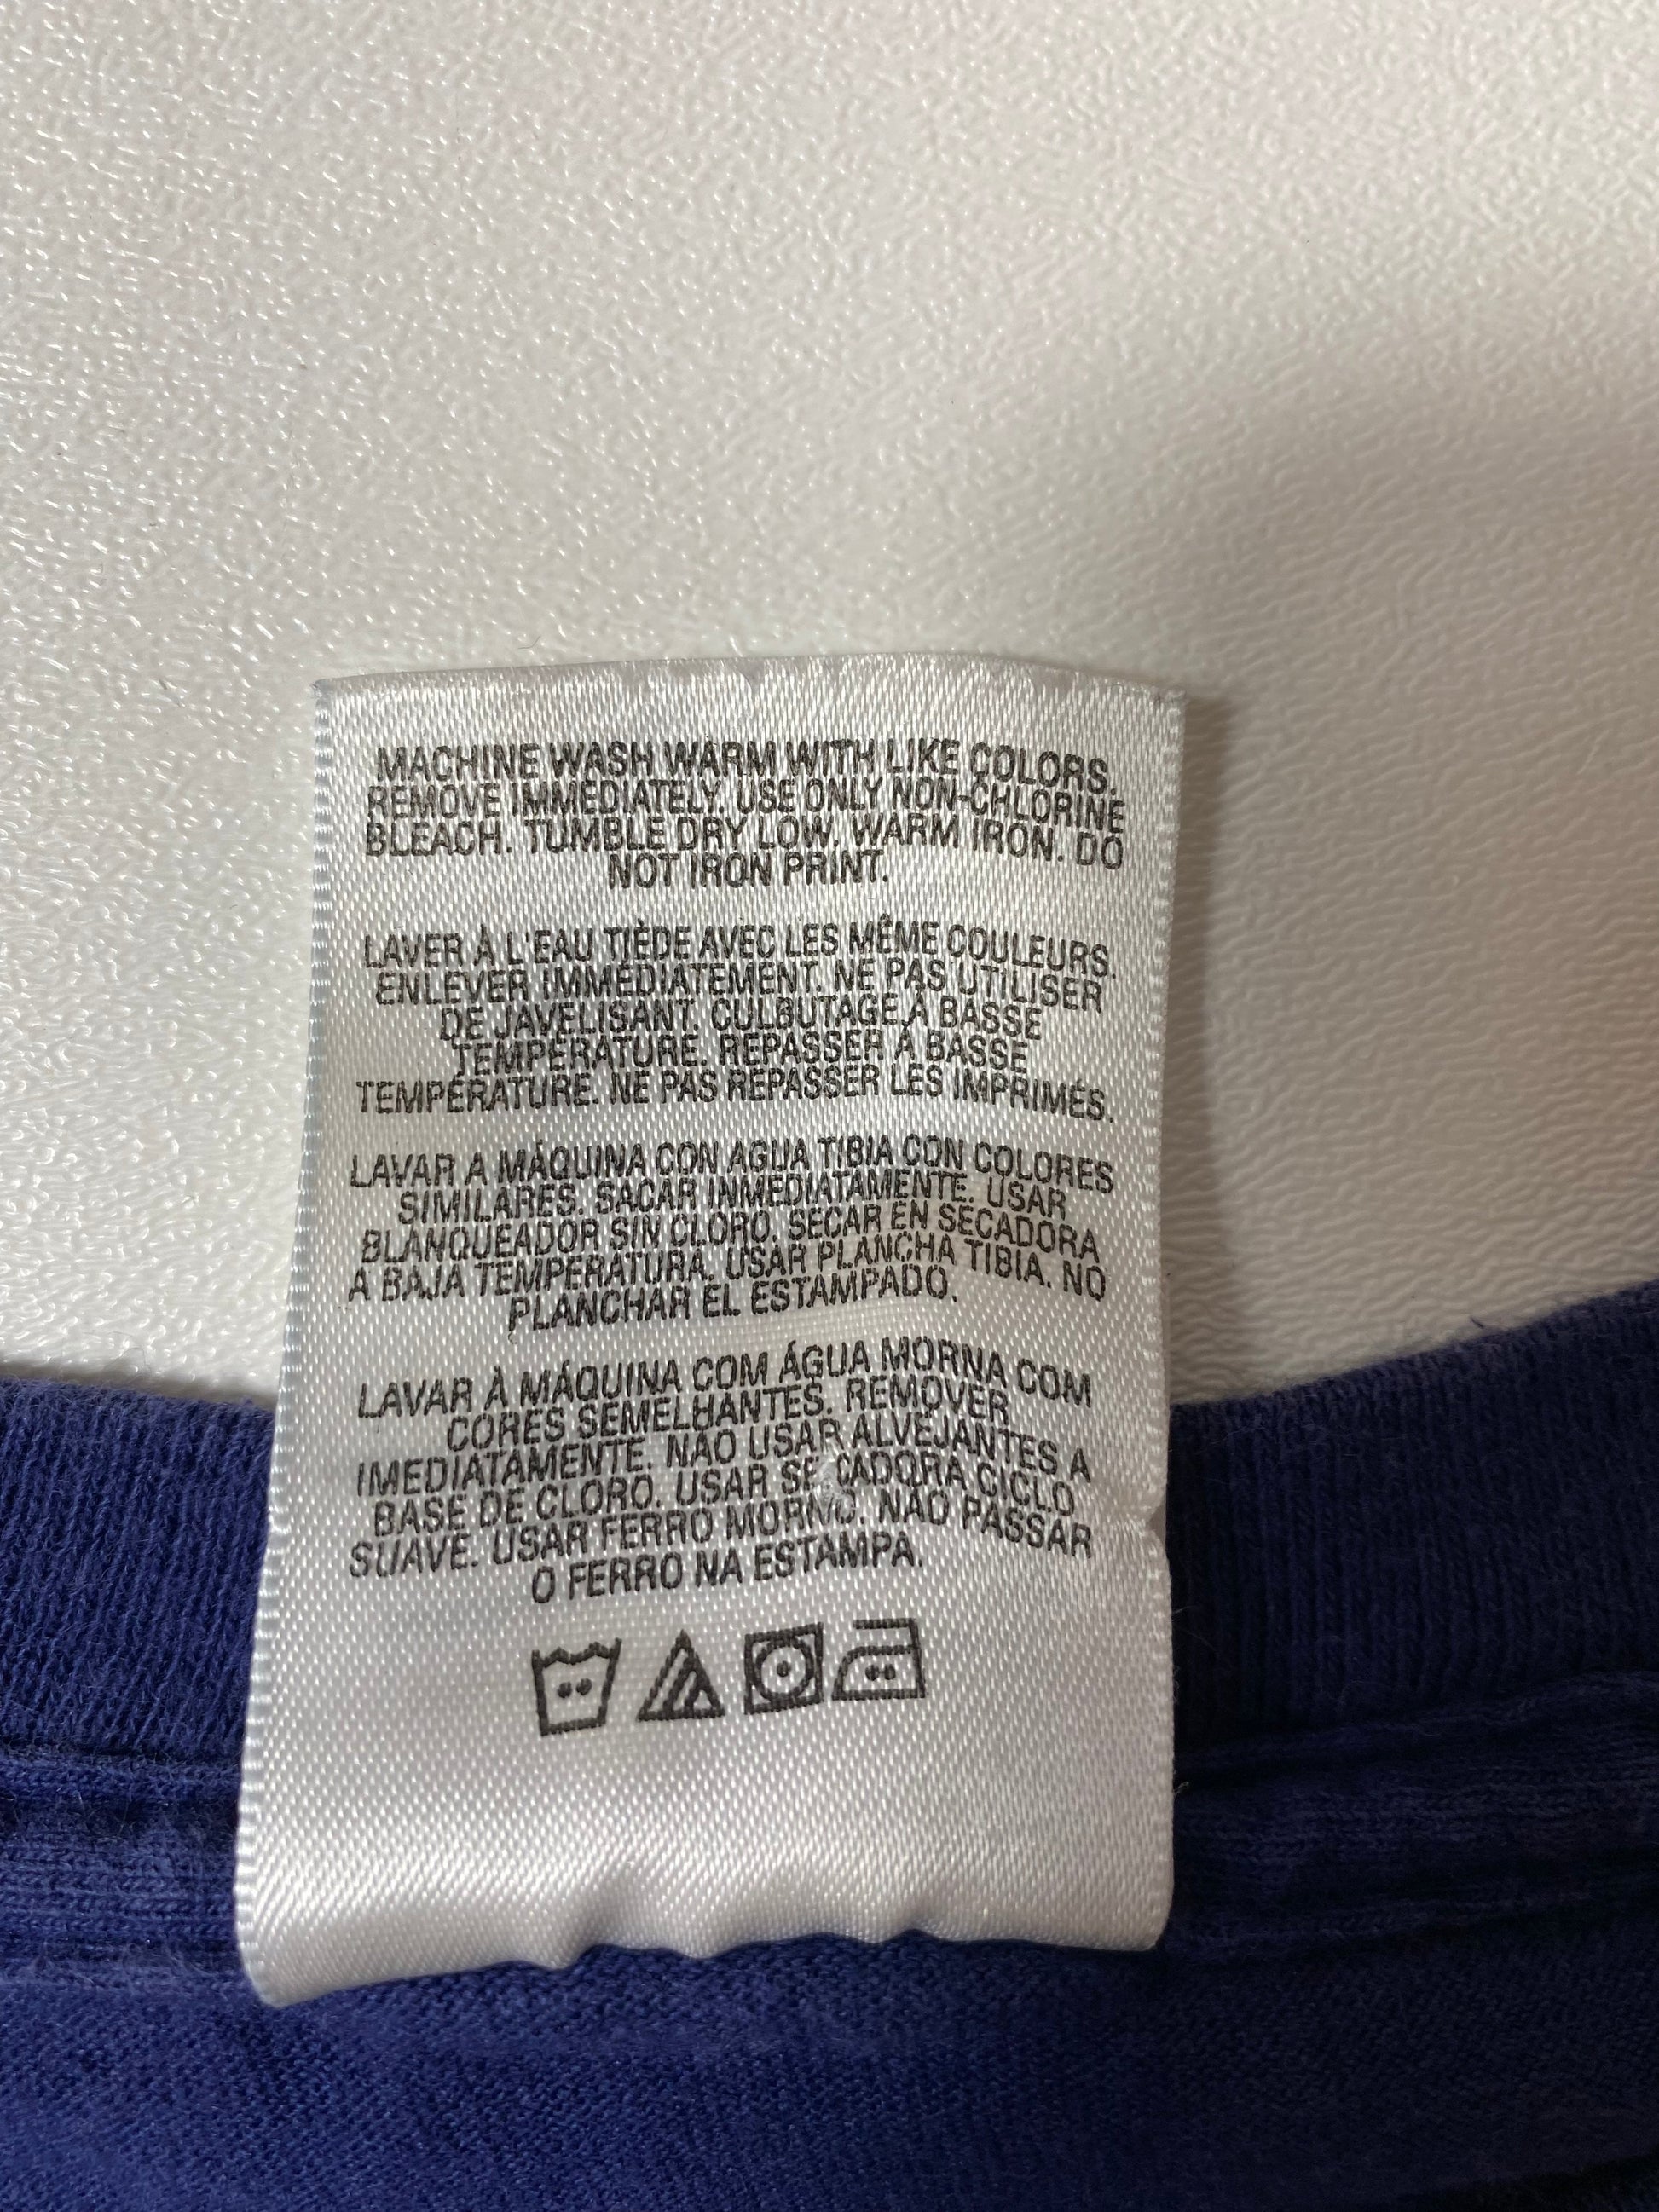 MACHINE WASH WARM WITH LIKE COLORS.
REMOVE IMMEDIATELY. USE ONLY NON-CHLORINE
BLEACH. TUMBLE DRY LOW. WARM IRON. DO
NOT IRON PRINT.
LAVER À L'EAU TIÈDE AVEC LES MÊME COULEURS.
ENLEVER IMMÉDIATEMENT. NE PAS UTILISER
DE JAVELISANT. CULBUTAGE À BASSE
TEMPÉRATURE. REPASSER À BASSE
TEMPÉRATURE. NE PAS REPASSER LES IMPRIMÉS.
LAVAR A MÁQUINA CON AGUA TIBIA CON COLORES
SIMILARES. SACAR INMEDIATAMENTE. USAR
BLANQUEADOR SIN CLORO. SECAR EN SECADORA
A BAJA TEMPERATURA. USAR PLANCHA TIBIA. NO
PLANCHAR EL ESTAMPADO.
LAVAR À MÁQUINA COM ÁGUA MORNA COM
CORES SEMELHANTES. REMOVER
IMEDIATAMENTE. NÃO USAR ALVEJANTES A
BASE DE CLORO. USAR SECADORA CICLO
SUAVE. USAR FERRO MORNO. NÃO PASSAR
O FERRO NA ESTAMPA.